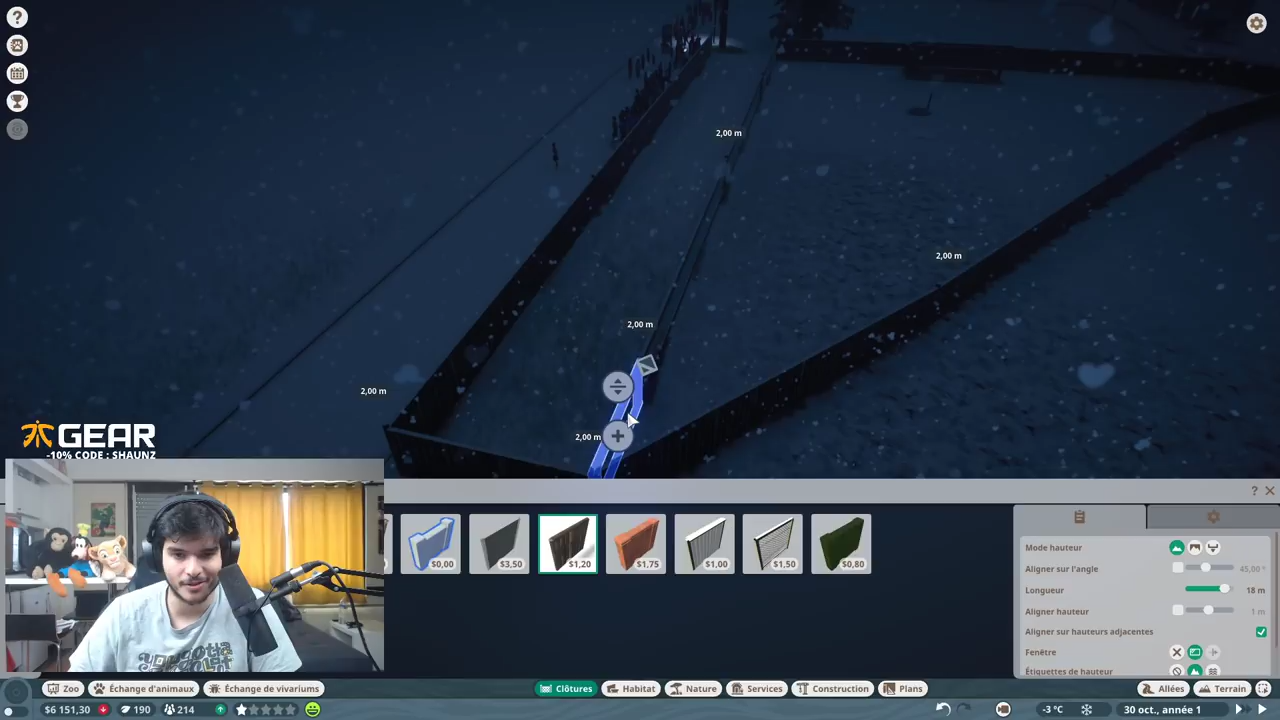 ?
2,00 m
2,00 m
2,00 m
2,00 m
2,00 m
GEAR
-10% CODE : SHAUNZ
? ×
$0,00
$3,50
$1,20
$1,75
$1,00
$1,50
$0,80
Mode hauteur
Aligner sur l'angle 45,00 °
Longueur 18 m
Aligner hauteur 1 m
Aligner sur hauteurs adjacentes
Fenêtre
Étiquettes de hauteur
Zoo Échange d'animaux Échange de vivariums Clôtures Habitat Nature Services Construction Plans Allées Terrain
$6 151,30 190 214 -3 °C 30 oct., année 1